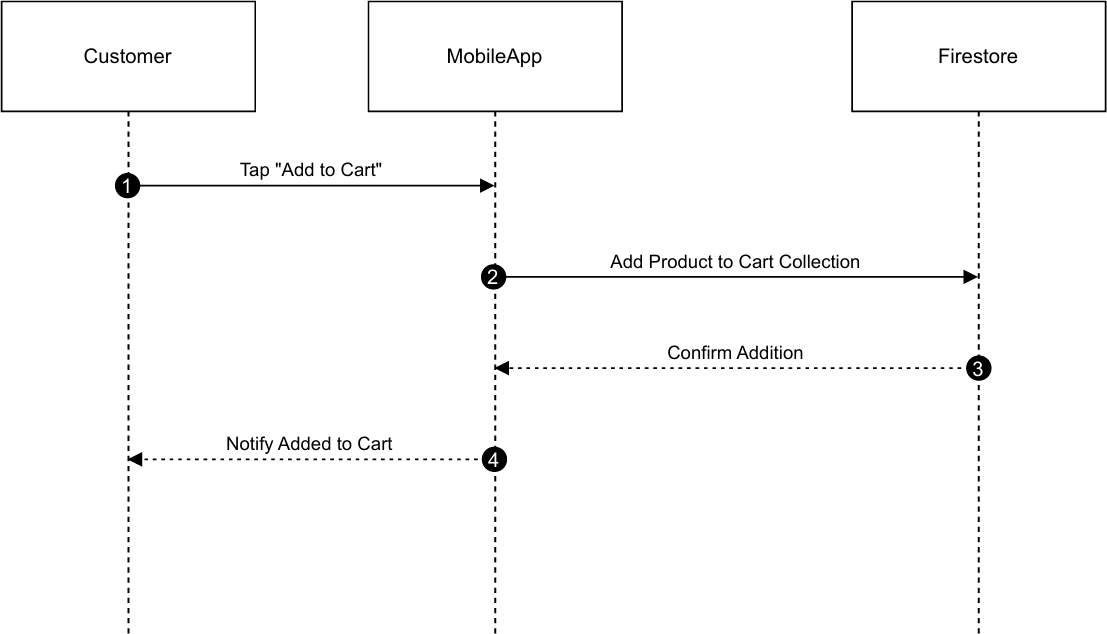 Customer
MobileApp
Firestore
Tap "Add to Cart"
1
Add Product to Cart Collection
2
Confirm Addition
3
Notify Added to Cart
4